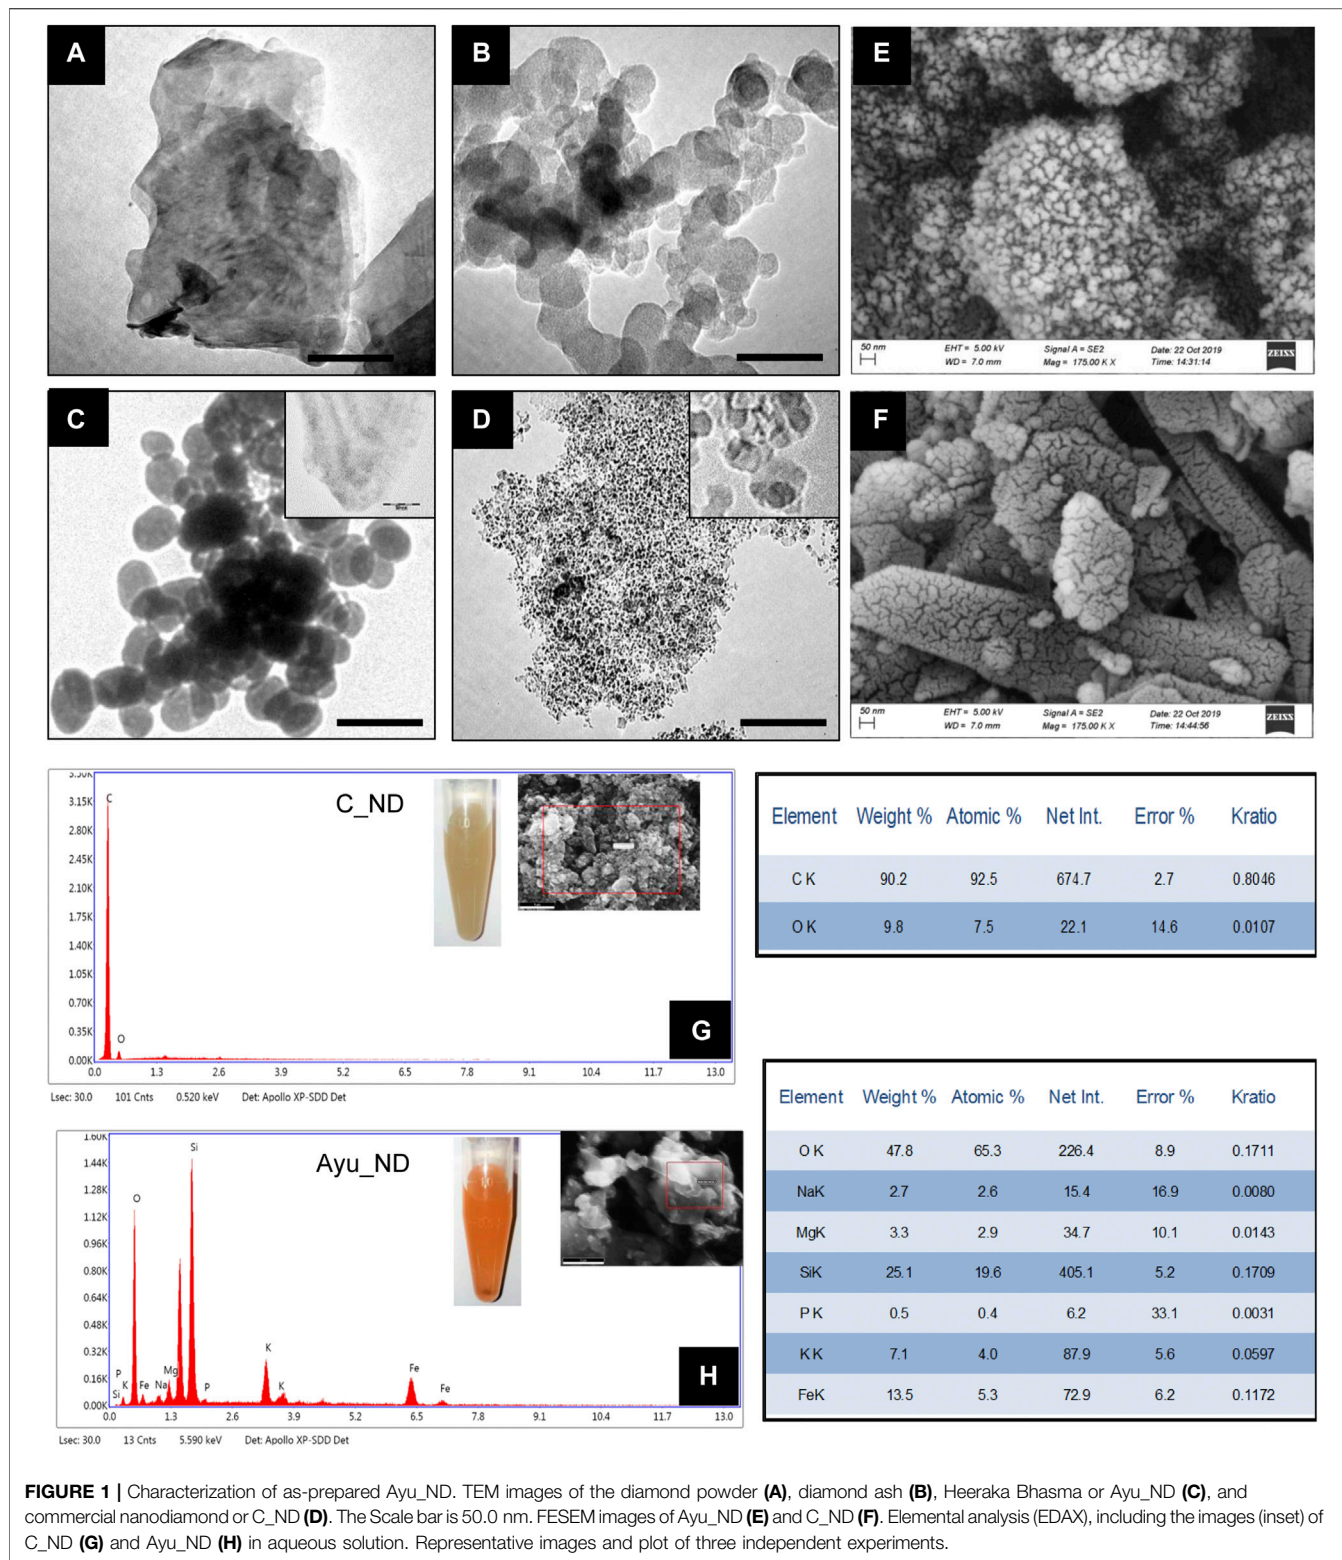 A
B
E
50 nm
EHT = 5.00 kV
Signal A = SE2
Date: 22 Oct 2019
WD = 7.0 mm
Mag = 175.00 K X
Time: 14:31:14
ZEISS
C
D
F
50 nm
EHT = 5.00 kV
Signal A = SE2
Date: 22 Oct 2019
WD = 7.0 mm
Mag = 175.00 K X
Time: 14:44:56
ZEISS
C_ND
3.50K
3.15K
2.80K
2.45K
2.10K
1.75K
1.40K
1.05K
0.70K
0.35K
0.00K
C
O
G
0.0 1.3 2.6 3.9 5.2 6.5 7.8 9.1 10.4 11.7 13.0
Lsec: 30.0 101 Cnts 0.520 keV Det: Apollo XP-SDD Det
Element Weight % Atomic % Net Int. Error % Kratio
C K 90.2 92.5 674.7 2.7 0.8046
O K 9.8 7.5 22.1 14.6 0.0107
Ayu_ND
1.60K
1.44K
1.28K
1.12K
0.96K
0.80K
0.64K
0.48K
0.32K
0.16K
0.00K
P
Si
K
O
Fe
Na
Mg
Si
P
K
K
Fe
Fe
H
0.0 1.3 2.6 3.9 5.2 6.5 7.8 9.1 10.4 11.7 13.0
Lsec: 30.0 13 Cnts 5.590 keV Det: Apollo XP-SDD Det
Element Weight % Atomic % Net Int. Error % Kratio
O K 47.8 65.3 226.4 8.9 0.1711
NaK 2.7 2.6 15.4 16.9 0.0080
MgK 3.3 2.9 34.7 10.1 0.0143
SiK 25.1 19.6 405.1 5.2 0.1709
P K 0.5 0.4 6.2 33.1 0.0031
K K 7.1 4.0 87.9 5.6 0.0597
FeK 13.5 5.3 72.9 6.2 0.1172
FIGURE 1 | Characterization of as-prepared Ayu_ND. TEM images of the diamond powder (A), diamond ash (B), Heeraka Bhasma or Ayu_ND (C), and
commercial nanodiamond or C_ND (D). The Scale bar is 50.0 nm. FESEM images of Ayu_ND (E) and C_ND (F). Elemental analysis (EDAX), including the images (inset) of
C_ND (G) and Ayu_ND (H) in aqueous solution. Representative images and plot of three independent experiments.